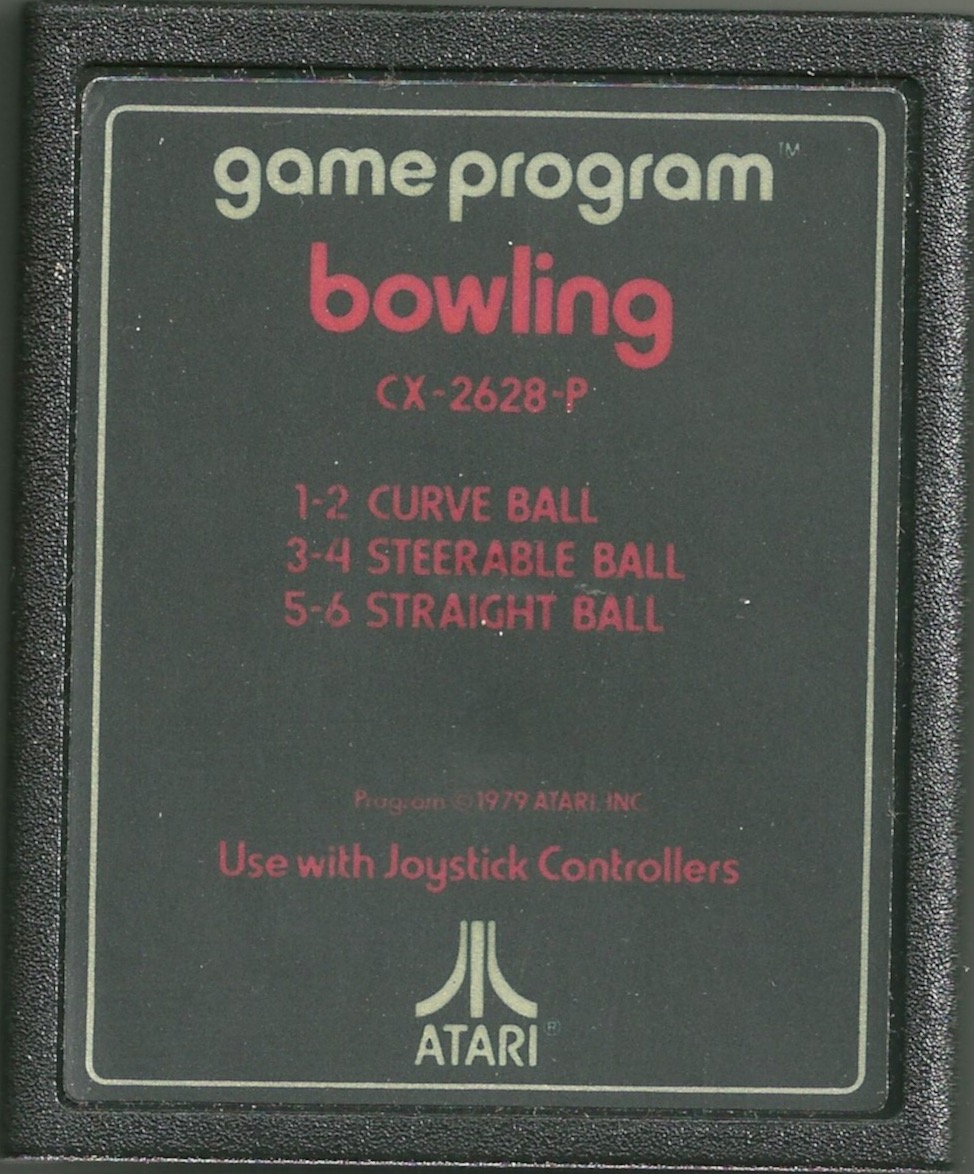 game program™
bowling
CX-2628-P
1-2 CURVE BALL
3-4 STEERABLE BALL
5-6 STRAIGHT BALL
Program ©1979 ATARI, INC.
Use with Joystick Controllers
ATARI®